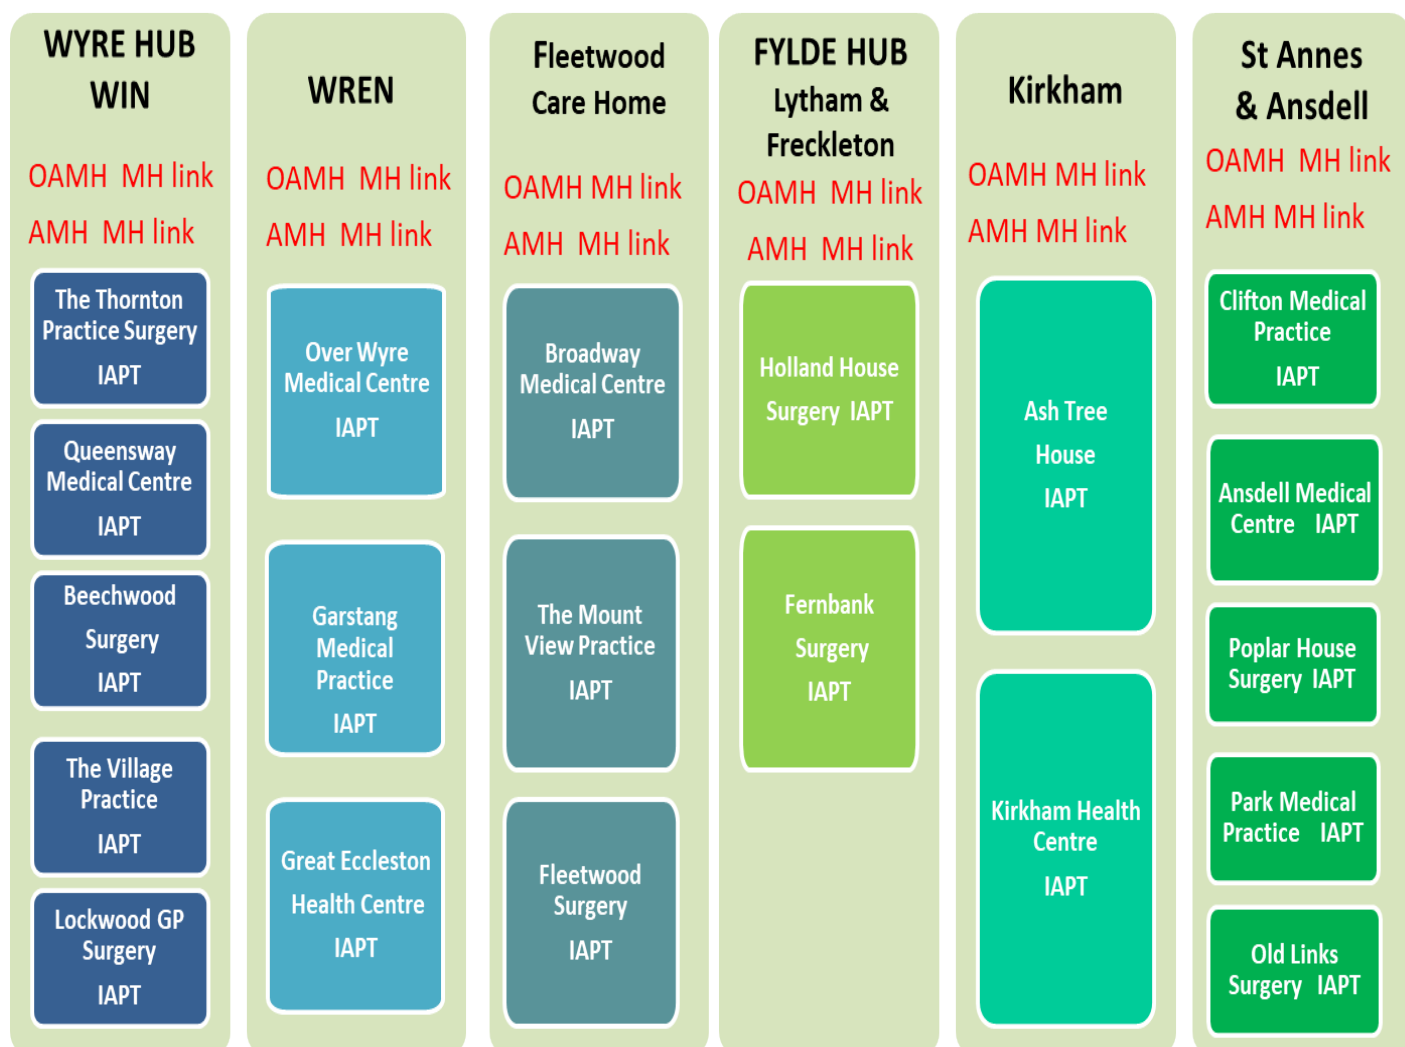 WYRE HUB
WIN
OAMH MH link
AMH MH link
The Thornton
Practice Surgery
IAPT
Queensway
Medical Centre
IAPT
Beechwood
Surgery
IAPT
The Village
Practice
IAPT
Lockwood GP
Surgery
IAPT
WREN
OAMH MH link
AMH MH link
Over Wyre
Medical Centre
IAPT
Garstang
Medical
Practice
IAPT
Great Eccleston
Health Centre
IAPT
Fleetwood
Care Home
OAMH MH link
AMH MH link
Broadway
Medical Centre
IAPT
The Mount
View Practice
IAPT
Fleetwood
Surgery
IAPT
FYLDE HUB
Lytham &
Freckleton
OAMH MH link
AMH MH link
Holland House
Surgery IAPT
Fernbank
Surgery
IAPT
Kirkham
OAMH MH link
AMH MH link
Ash Tree
House
IAPT
Kirkham Health
Centre
IAPT
St Annes
& Ansdell
OAMH MH link
AMH MH link
Clifton Medical
Practice
IAPT
Ansdell Medical
Centre IAPT
Poplar House
Surgery IAPT
Park Medical
Practice IAPT
Old Links
Surgery IAPT